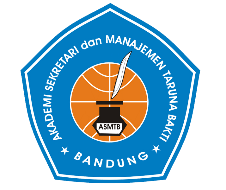 AKADEMI SEKRETARI dan MANAJEMEN TARUNA BAKTI
ASMTB
BANDUNG